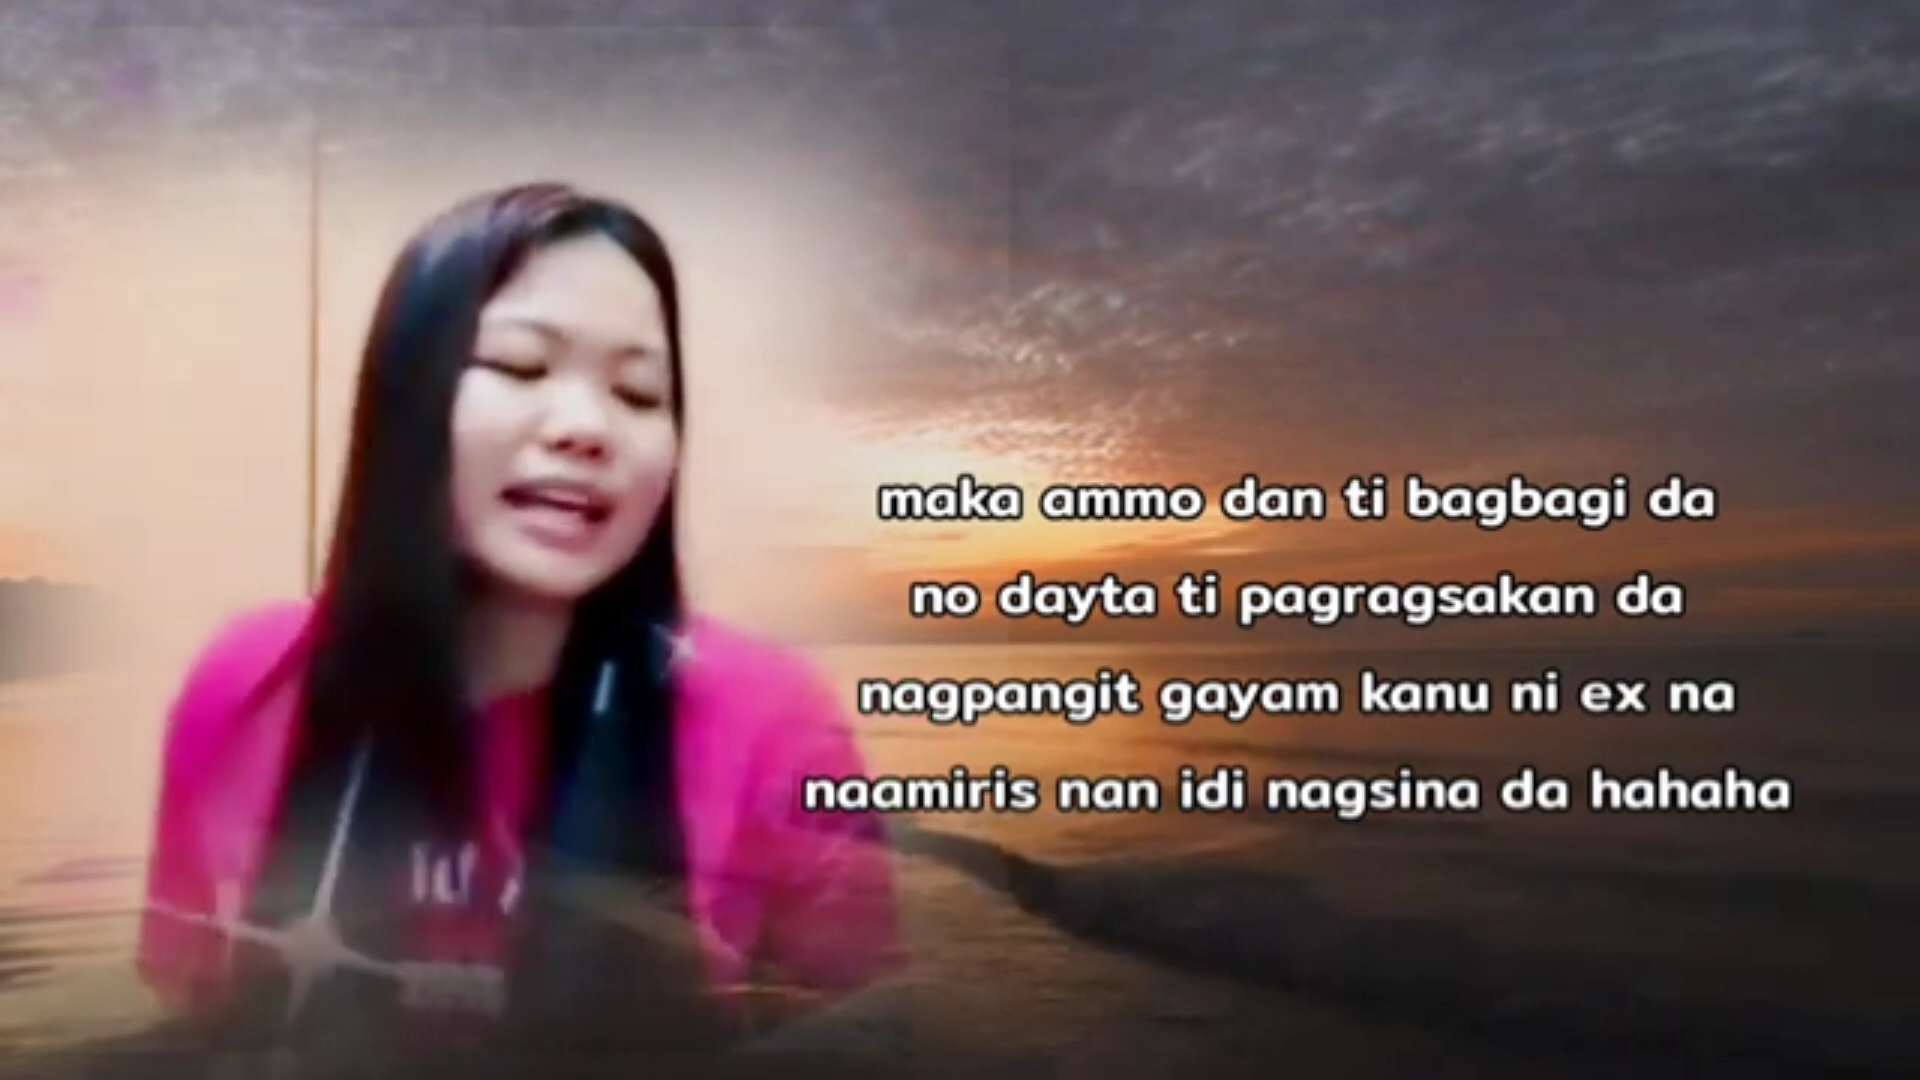 maka ammo dan ti bagbagi da
no dayta ti pagragsakan da
nagpangit gayam kanu ni ex na
naamiris nan idi nagsina da hahaha